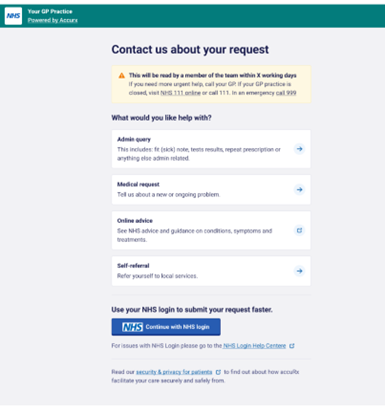 NHS
Your GP Practice
Powered by Accurx
Contact us about your request
This will be read by a member of the team within X working days
If you need more urgent help, call your GP. If your GP practice is
closed, visit NHS 111 online or call 111. In an emergency call 999
What would you like help with?
Admin query
This includes: fit (sick) note, tests results, repeat prescription or
anything else admin related.
Medical request
Tell us about a new or ongoing problem.
Online advice
See NHS advice and guidance on conditions, symptoms and
treatments.
Self-referral
Refer yourself to local services.
Use your NHS login to submit your request faster.
NHS Continue with NHS login
For issues with NHS Login please go to the NHS Login Help Centere
Read our security & privacy for patients to find out about how accuRx
facilitate your care securely and safely from.